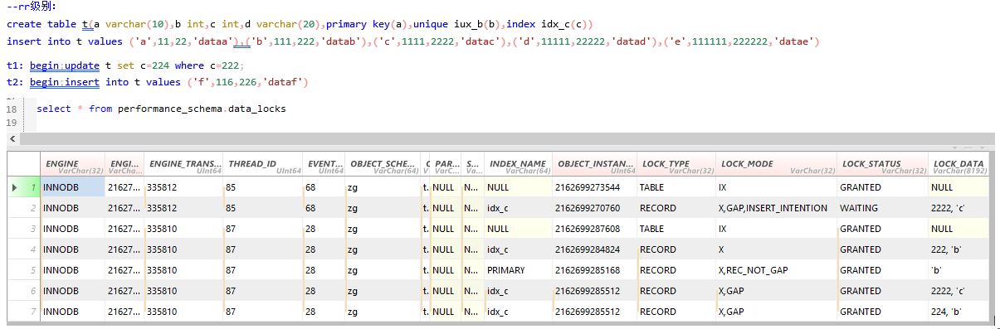 --rr级别:
create table t(a varchar(10),b int,c int,d varchar(20),primary key(a),unique iux_b(b),index idx_c(c))
insert into t values ('a',11,22,'dataa'),('b',111,222,'datab'),('c',1111,2222,'datac'),('d',11111,22222,'datad'),('e',111111,222222,'datae')
t1: begin;update t set c=224 where c=222;
t2: begin;insert into t values ('f',116,226,'dataf')
18 select * from performance_schema.data_locks
19
ENGINE ENGI... ENGINE_TRANS... THREAD_ID EVENT... OBJECT_SCHE... PAR... S... INDEX_NAME OBJECT_INSTAN... LOCK_TYPE LOCK_MODE LOCK_STATUS LOCK_DATA
VarChar(32) VarCha... UInt64 UInt64 UInt64 VarChar(64) V VarC... Va... VarChar(64) UInt64 VarChar(32) VarChar(32) VarChar(32) VarChar(8192)
1 INNODB 21627... 335812 85 68 zg t. NULL N... NULL 2162699273544 TABLE IX GRANTED NULL
2 INNODB 21627... 335812 85 68 zg t. NULL N... idx_c 2162699270760 RECORD X,GAP,INSERT_INTENTION WAITING 2222, 'c'
3 INNODB 21627... 335810 87 28 zg t. NULL N... NULL 2162699287608 TABLE IX GRANTED NULL
4 INNODB 21627... 335810 87 28 zg t. NULL N... idx_c 2162699284824 RECORD X GRANTED 222, 'b'
5 INNODB 21627... 335810 87 28 zg t. NULL N... PRIMARY 2162699285168 RECORD X,REC_NOT_GAP GRANTED 'b'
6 INNODB 21627... 335810 87 28 zg t. NULL N... idx_c 2162699285512 RECORD X,GAP GRANTED 2222, 'c'
7 INNODB 21627... 335810 87 28 zg t. NULL N... idx_c 2162699285512 RECORD X,GAP GRANTED 224, 'b'